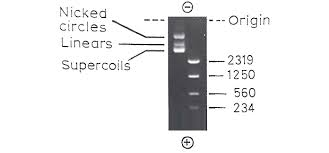 ⊖
Nicked
circles
Origin
Linears
Supercoils
2319
1250
560
234
⊕